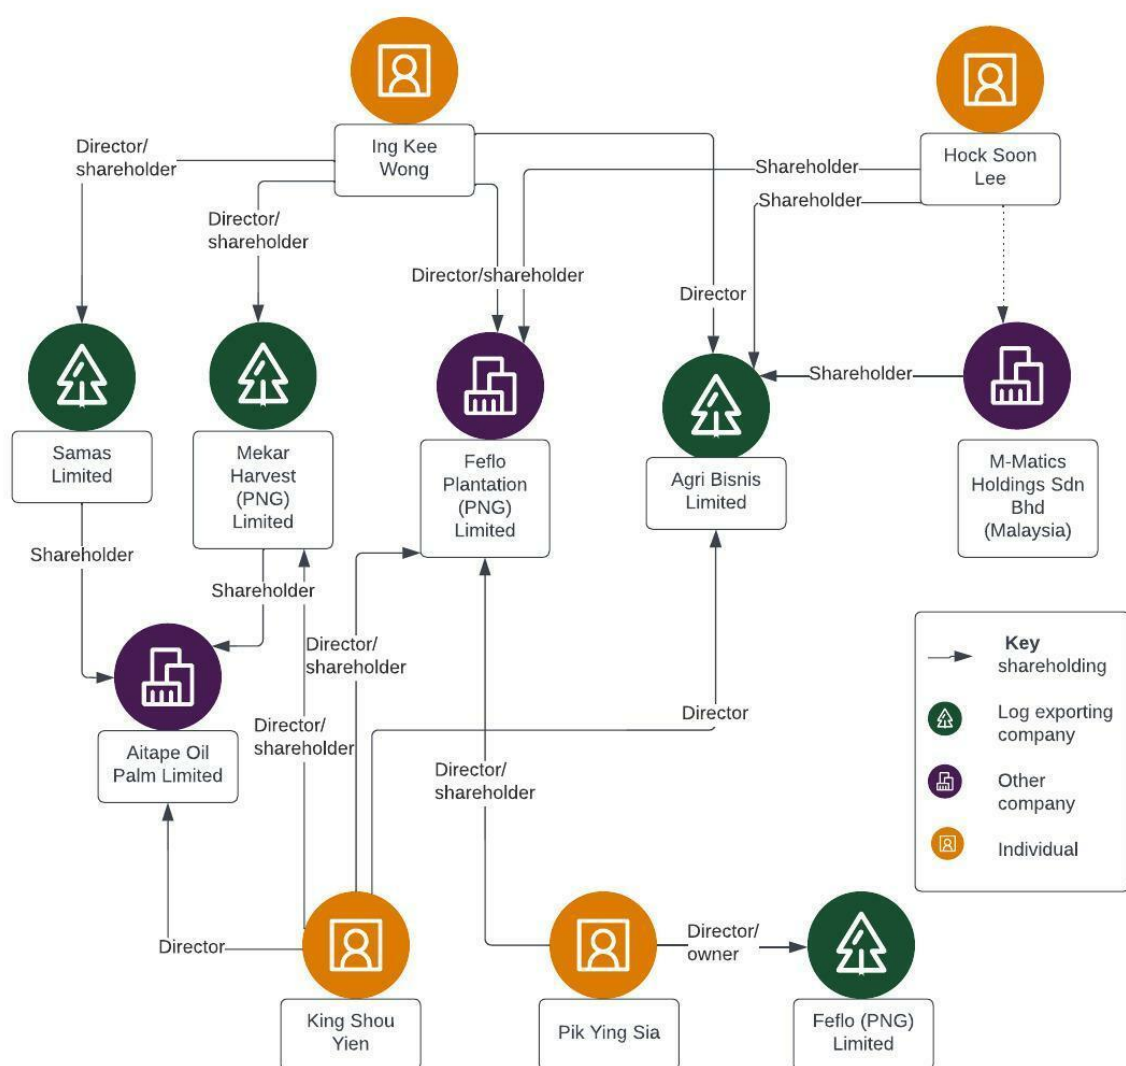 Ing Kee
Wong
Hock Soon
Lee
Director/
shareholder
Shareholder
Shareholder
Director/
shareholder
Director/shareholder
Director
Shareholder
Samas
Limited
Mekar
Harvest
(PNG)
Limited
Feflo
Plantation
(PNG)
Limited
Agri Bisnis
Limited
M-Matics
Holdings Sdn
Bhd
(Malaysia)
Shareholder
Shareholder
Director/
shareholder
Key
shareholding
Log exporting
company
Other
company
Individual
Director
Director/
shareholder
Aitape Oil
Palm Limited
Director/
shareholder
Director
Director/
owner
King Shou
Yien
Pik Ying Sia
Feflo (PNG)
Limited